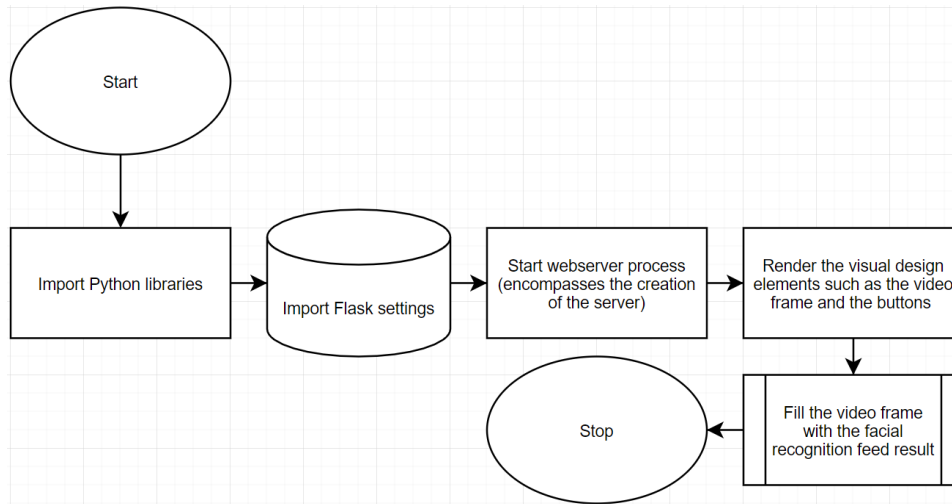 Start
Import Python libraries
Import Flask settings
Start webserver process
(encompasses the creation
of the server)
Render the visual design
elements such as the video
frame and the buttons
Stop
Fill the video frame
with the facial
recognition feed result